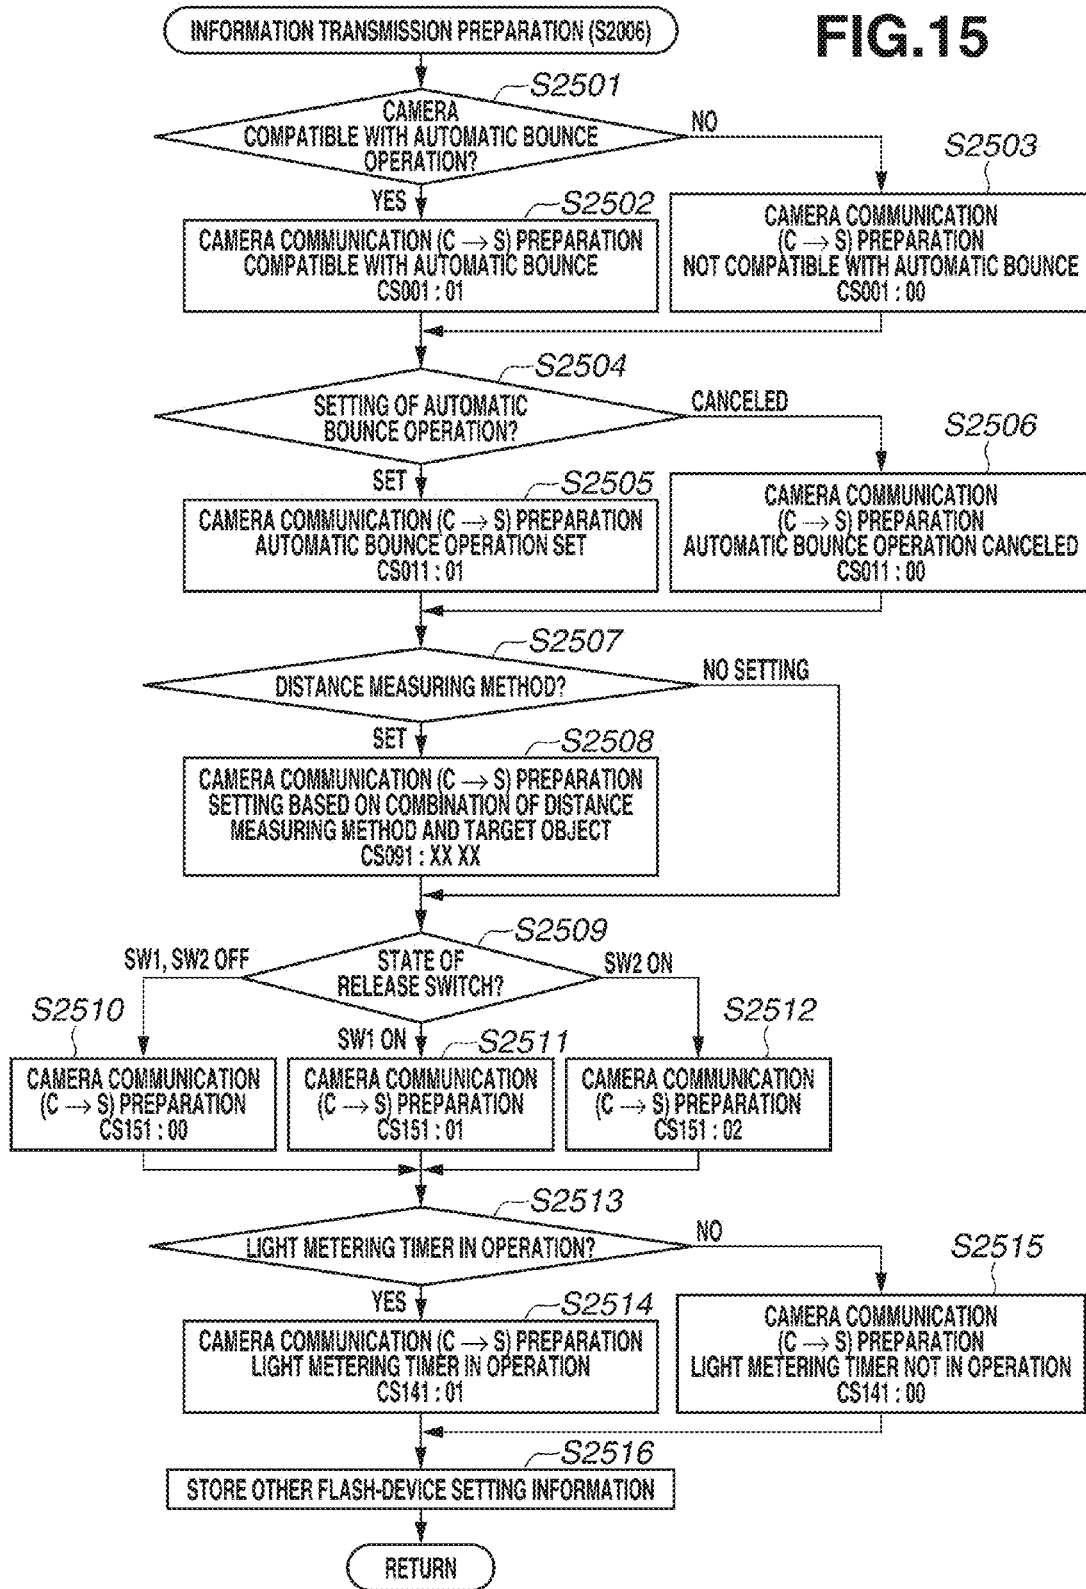 FIG.15
INFORMATION TRANSMISSION PREPARATION (S2006)
S2501
CAMERA
COMPATIBLE WITH AUTOMATIC BOUNCE
OPERATION?
NO
YES
S2502
CAMERA COMMUNICATION (C → S) PREPARATION
COMPATIBLE WITH AUTOMATIC BOUNCE
CS001 : 01
S2503
CAMERA COMMUNICATION
(C → S) PREPARATION
NOT COMPATIBLE WITH AUTOMATIC BOUNCE
CS001 : 00
S2504
SETTING OF AUTOMATIC
BOUNCE OPERATION?
CANCELED
SET
S2505
CAMERA COMMUNICATION (C → S) PREPARATION
AUTOMATIC BOUNCE OPERATION SET
CS011 : 01
S2506
CAMERA COMMUNICATION
(C → S) PREPARATION
AUTOMATIC BOUNCE OPERATION CANCELED
CS011 : 00
S2507
DISTANCE MEASURING METHOD?
NO SETTING
SET
S2508
CAMERA COMMUNICATION (C → S) PREPARATION
SETTING BASED ON COMBINATION OF DISTANCE
MEASURING METHOD AND TARGET OBJECT
CS091 : XX XX
S2509
STATE OF
RELEASE SWITCH?
SW1, SW2 OFF
SW2 ON
SW1 ON
S2510
CAMERA COMMUNICATION
(C → S) PREPARATION
CS151 : 00
S2511
CAMERA COMMUNICATION
(C → S) PREPARATION
CS151 : 01
S2512
CAMERA COMMUNICATION
(C → S) PREPARATION
CS151 : 02
S2513
LIGHT METERING TIMER IN OPERATION?
NO
YES
S2514
CAMERA COMMUNICATION (C → S) PREPARATION
LIGHT METERING TIMER IN OPERATION
CS141 : 01
S2515
CAMERA COMMUNICATION
(C → S) PREPARATION
LIGHT METERING TIMER NOT IN OPERATION
CS141 : 00
S2516
STORE OTHER FLASH-DEVICE SETTING INFORMATION
RETURN